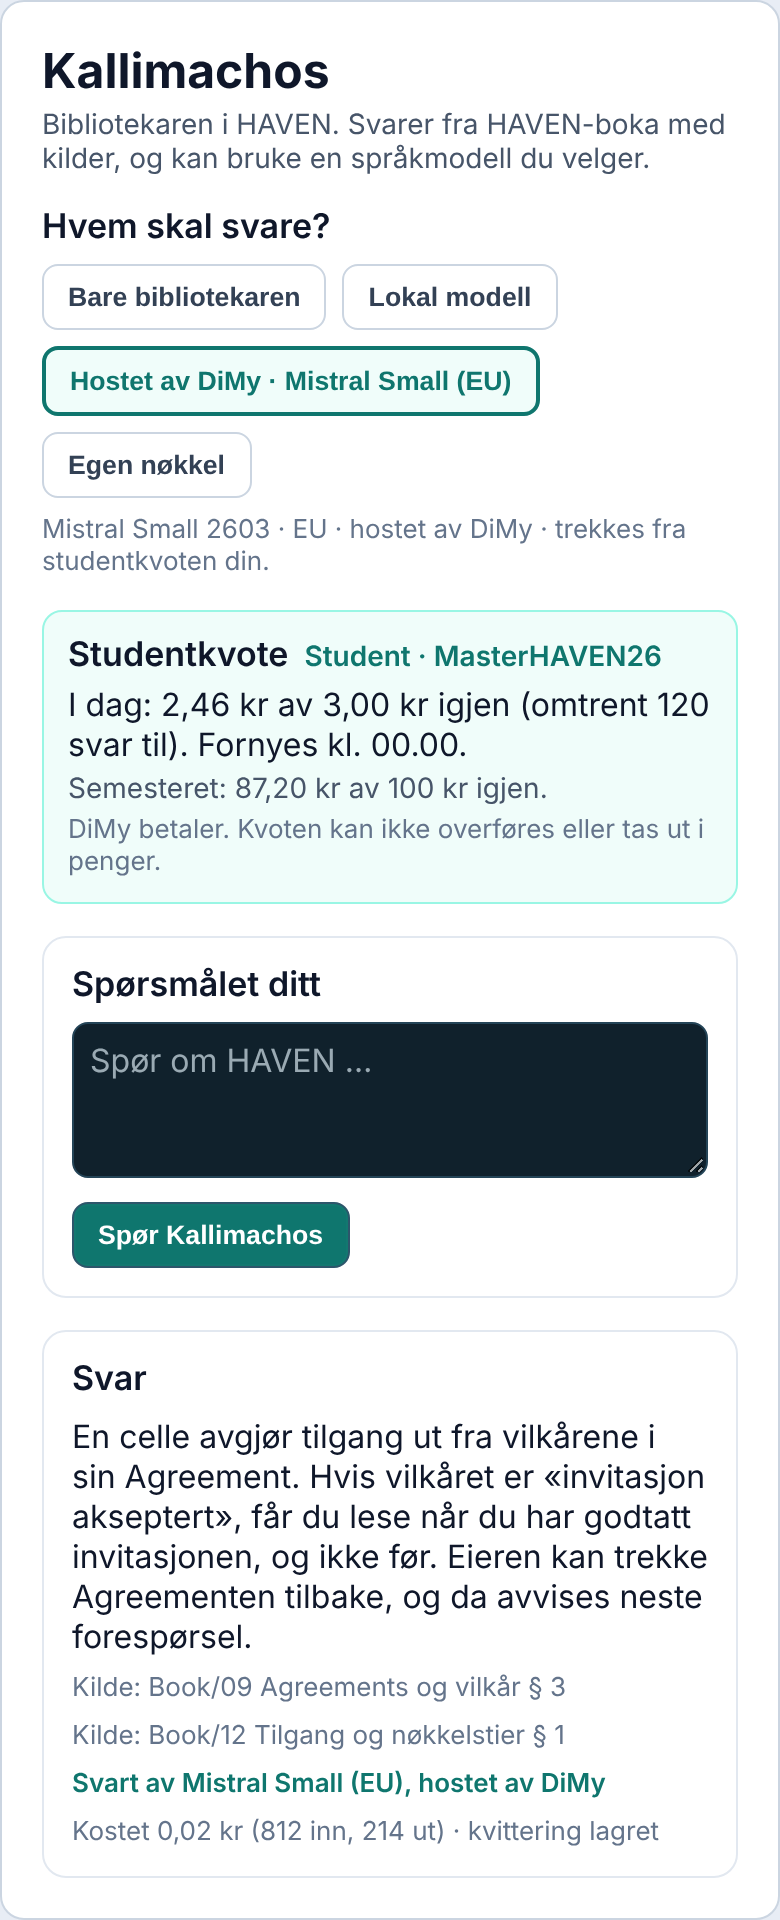 Kallimachos
Bibliotekaren i HAVEN. Svarer fra HAVEN-boka med
kilder, og kan bruke en språkmodell du velger.
Hvem skal svare?
Bare bibliotekaren
Lokal modell
Hostet av DiMy · Mistral Small (EU)
Egen nøkkel
Mistral Small 2603 · EU · hostet av DiMy · trekkes fra
studentkvoten din.
Studentkvote Student · MasterHAVEN26
I dag: 2,46 kr av 3,00 kr igjen (omtrent 120
svar til). Fornyes kl. 00.00.
Semesteret: 87,20 kr av 100 kr igjen.
DiMy betaler. Kvoten kan ikke overføres eller tas ut i
penger.
Spørsmålet ditt
Spør om HAVEN ...
Spør Kallimachos
Svar
En celle avgjør tilgang ut fra vilkårene i
sin Agreement. Hvis vilkåret er «invitasjon
akseptert», får du lese når du har godtatt
invitasjonen, og ikke før. Eieren kan trekke
Agreementen tilbake, og da avvises neste
forespørsel.
Kilde: Book/09 Agreements og vilkår § 3
Kilde: Book/12 Tilgang og nøkkelstier § 1
Svart av Mistral Small (EU), hostet av DiMy
Kostet 0,02 kr (812 inn, 214 ut) · kvittering lagret